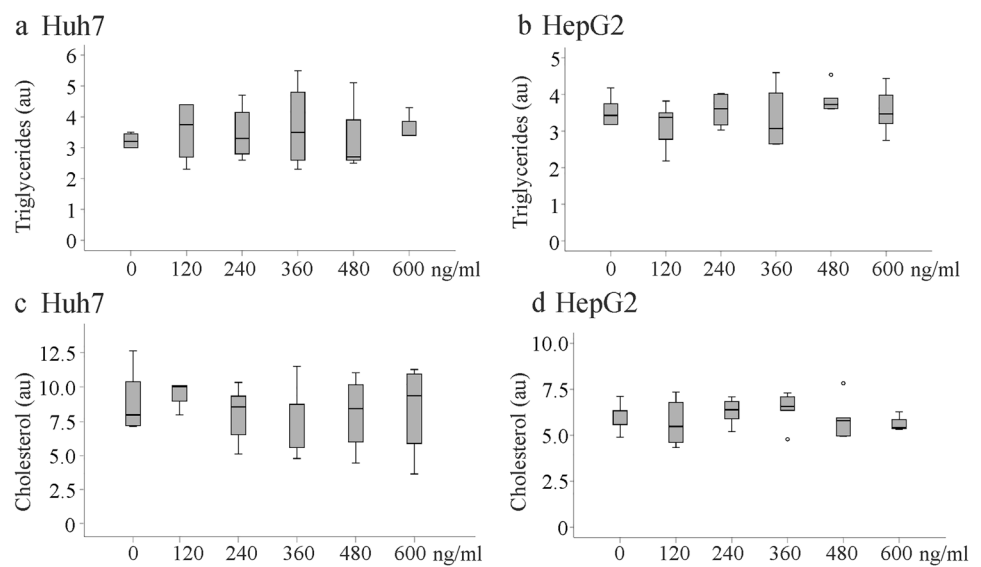 a Huh7
Triglycerides (au)
6
5
4
3
2
1
0
0 120 240 360 480 600 ng/ml
b HepG2
Triglycerides (au)
5
4
3
2
1
0
0 120 240 360 480 600 ng/ml
c Huh7
Cholesterol (au)
12.5
10.0
7.5
5.0
2.5
0
0 120 240 360 480 600 ng/ml
d HepG2
Cholesterol (au)
10.0
7.5
5.0
2.5
0
0 120 240 360 480 600 ng/ml